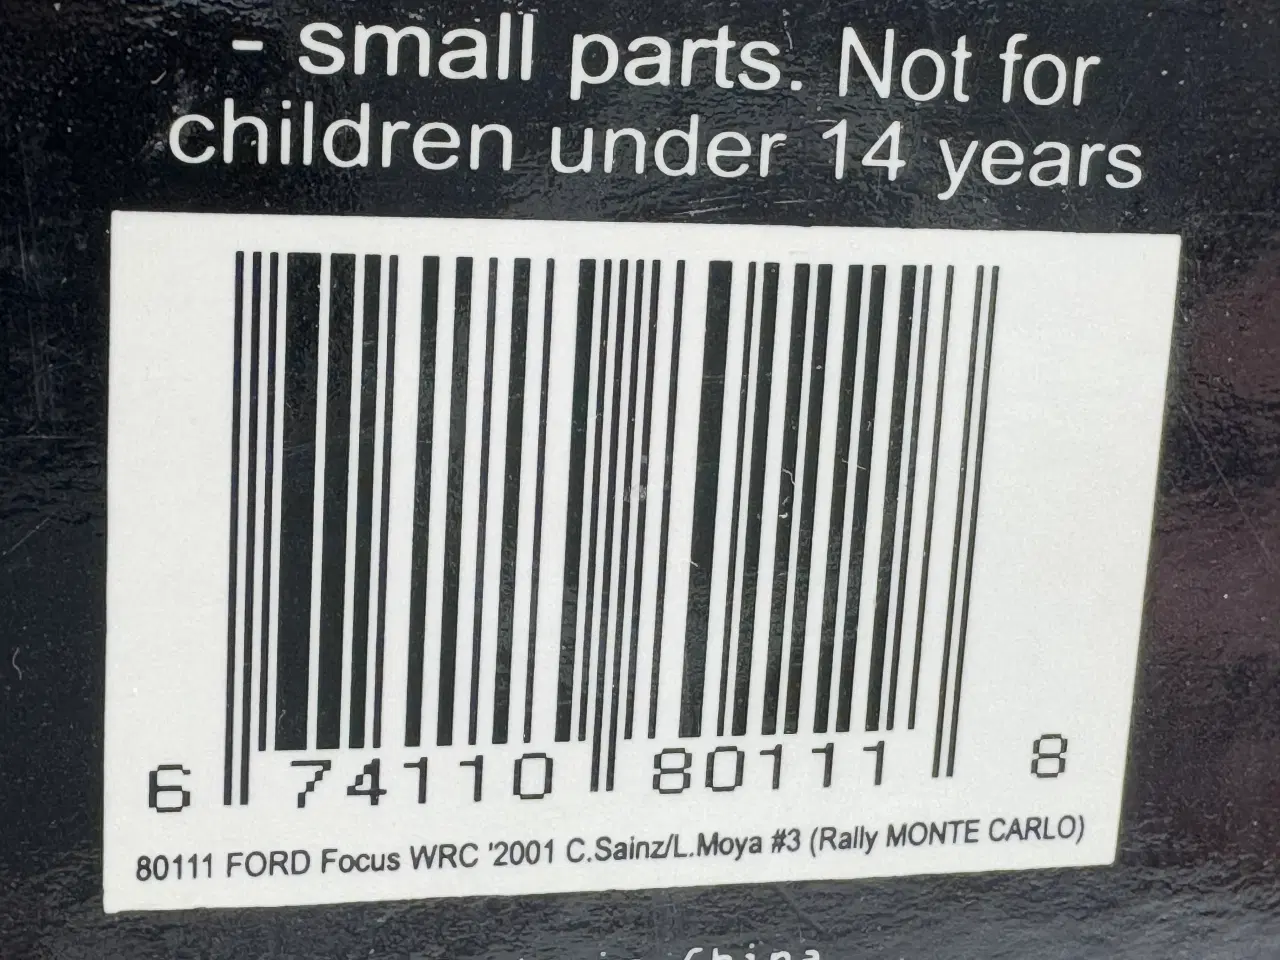 - small parts. Not for
children under 14 years
6 74110 80111 8
80111 FORD Focus WRC '2001 C.Sainz/L.Moya #3 (Rally MONTE CARLO)
China